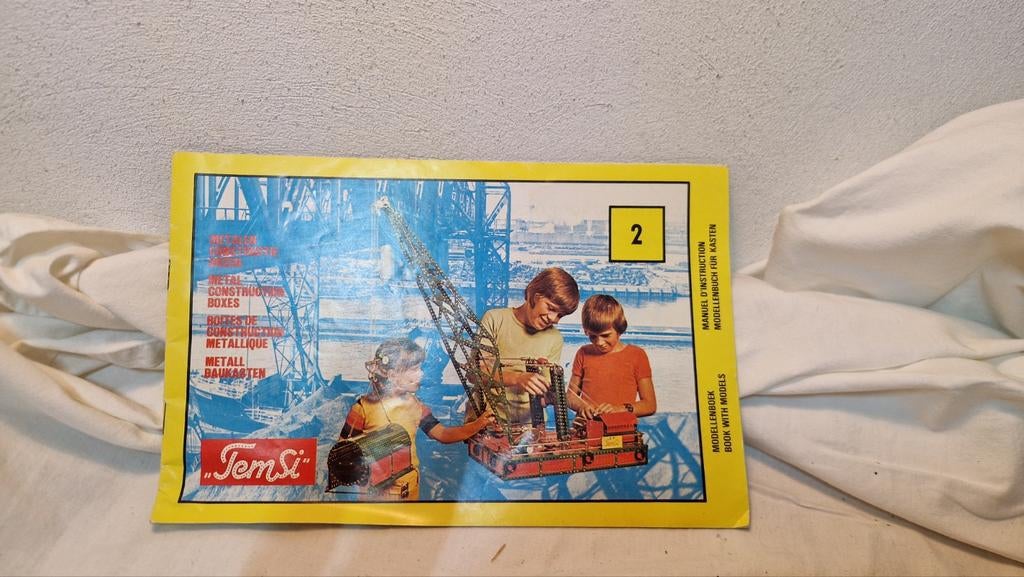 METALEN
CONSTRUCTIE
DOZEN
METAL
CONSTRUCTION
BOXES
BOITES DE
CONSTRUCTION
METALLIQUE
METALL
BAUKASTEN
"TemSi"
2
MANUEL D'INSTRUCTION
MODELLENBUCH FÜR KASTEN
MODELLENBOEK
BOOK WITH MODELS